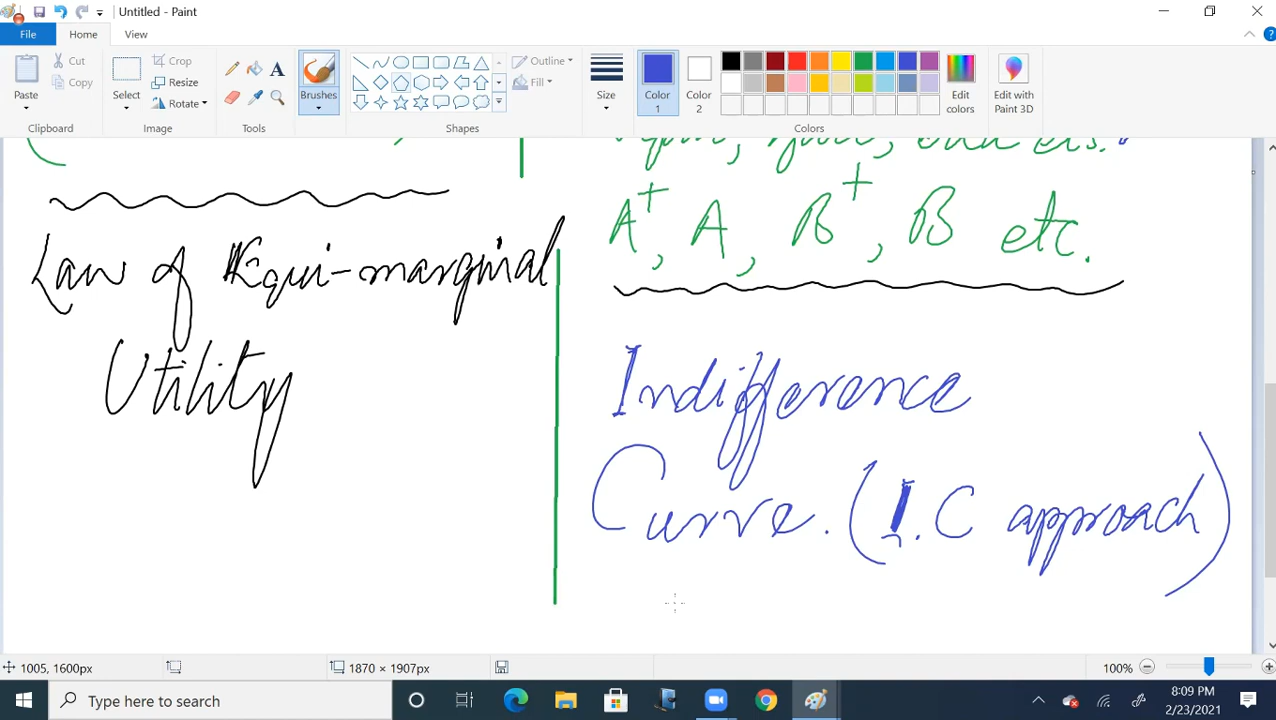 Untitled - Paint
File
Home
View
Paste
Cut
Copy
Clipboard
Select
Crop
Resize
Rotate
Image
Tools
Brushes
Outline
Fill
Shapes
Size
Color 1
Color 2
Edit colors
Edit with Paint 3D
Colors
A+, A, B+, B etc.
Law of Equi-marginal
Utility
Indifference
Curve. (I.C approach)
1005, 1600px
1870 × 1907px
100%
Type here to search
8:09 PM
2/23/2021